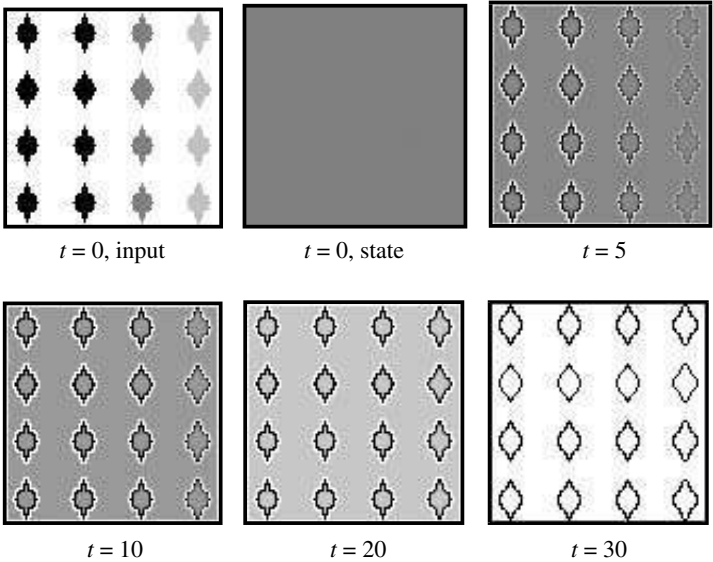 t = 0, input
t = 0, state
t = 5
t = 10
t = 20
t = 30